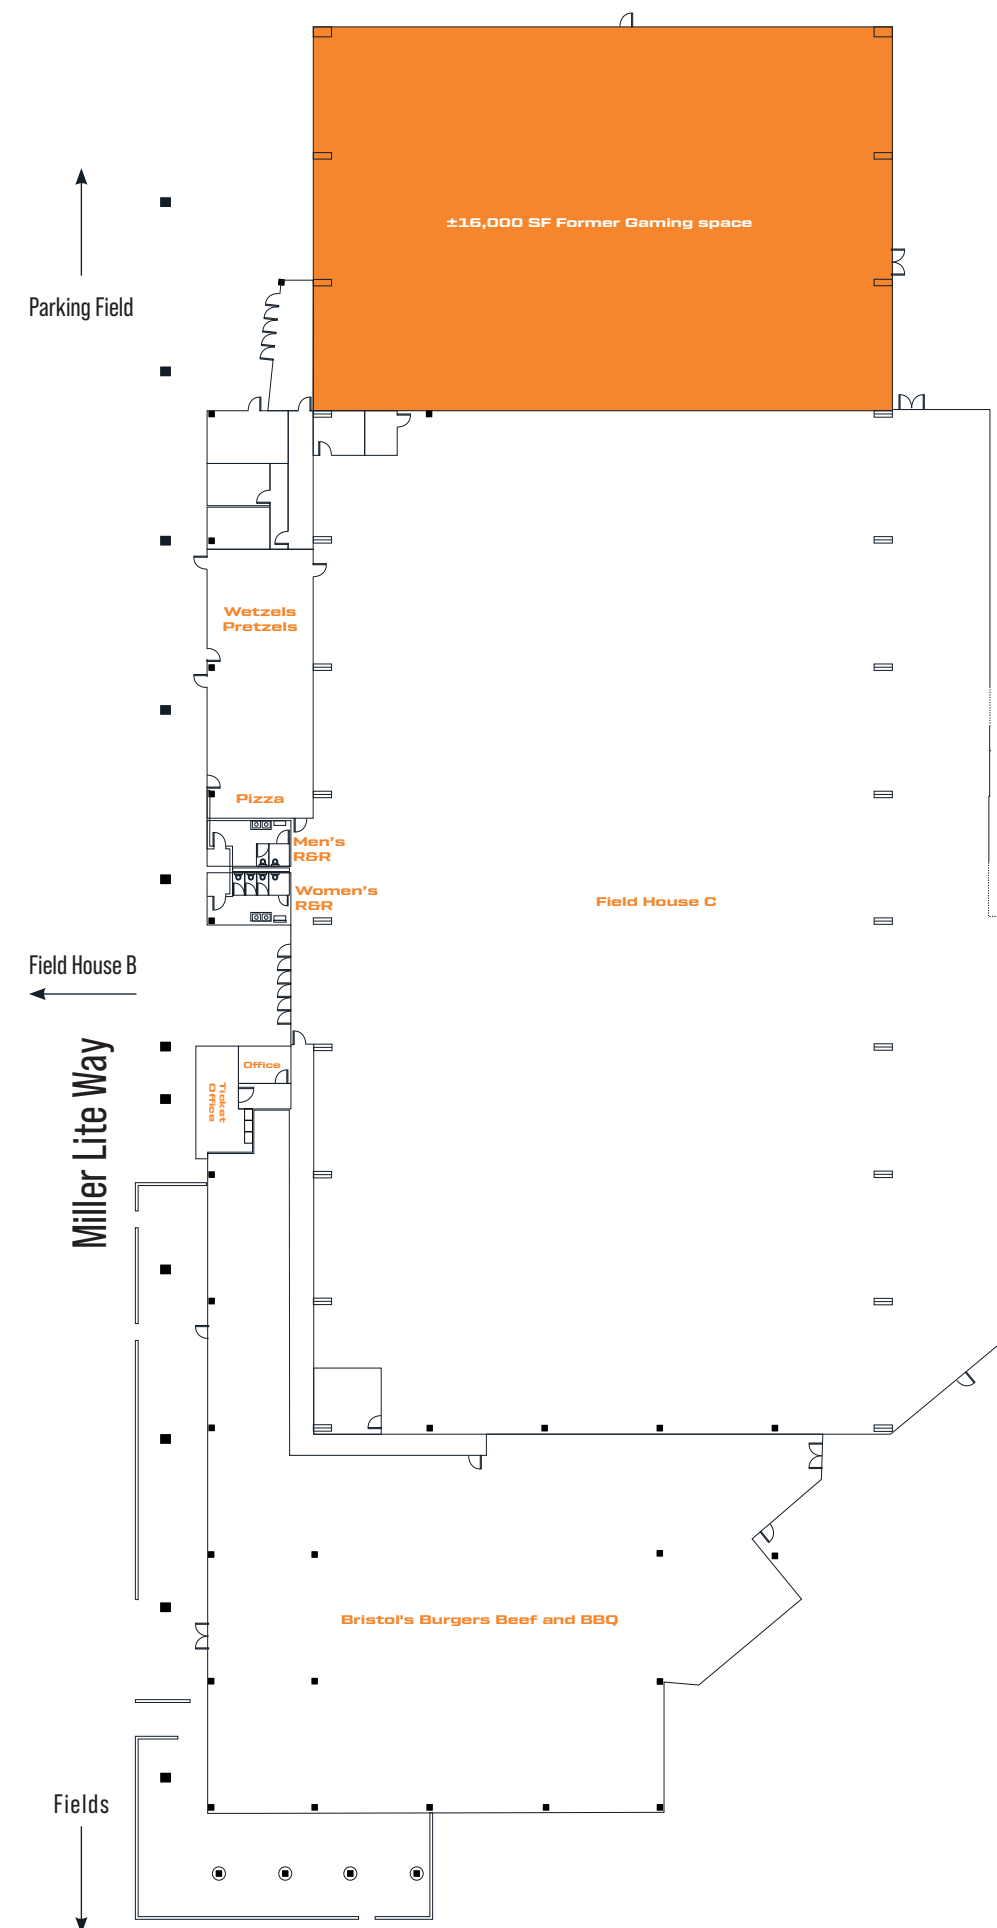 ±16,000 SF Former Gaming space
Parking Field
Wetzels
Pretzels
Pizza
Men's
R&R
Women's
R&R
Field House C
Field House B
Miller Lite Way
Office
Ticket
Office
Bristol's Burgers Beef and BBQ
Fields